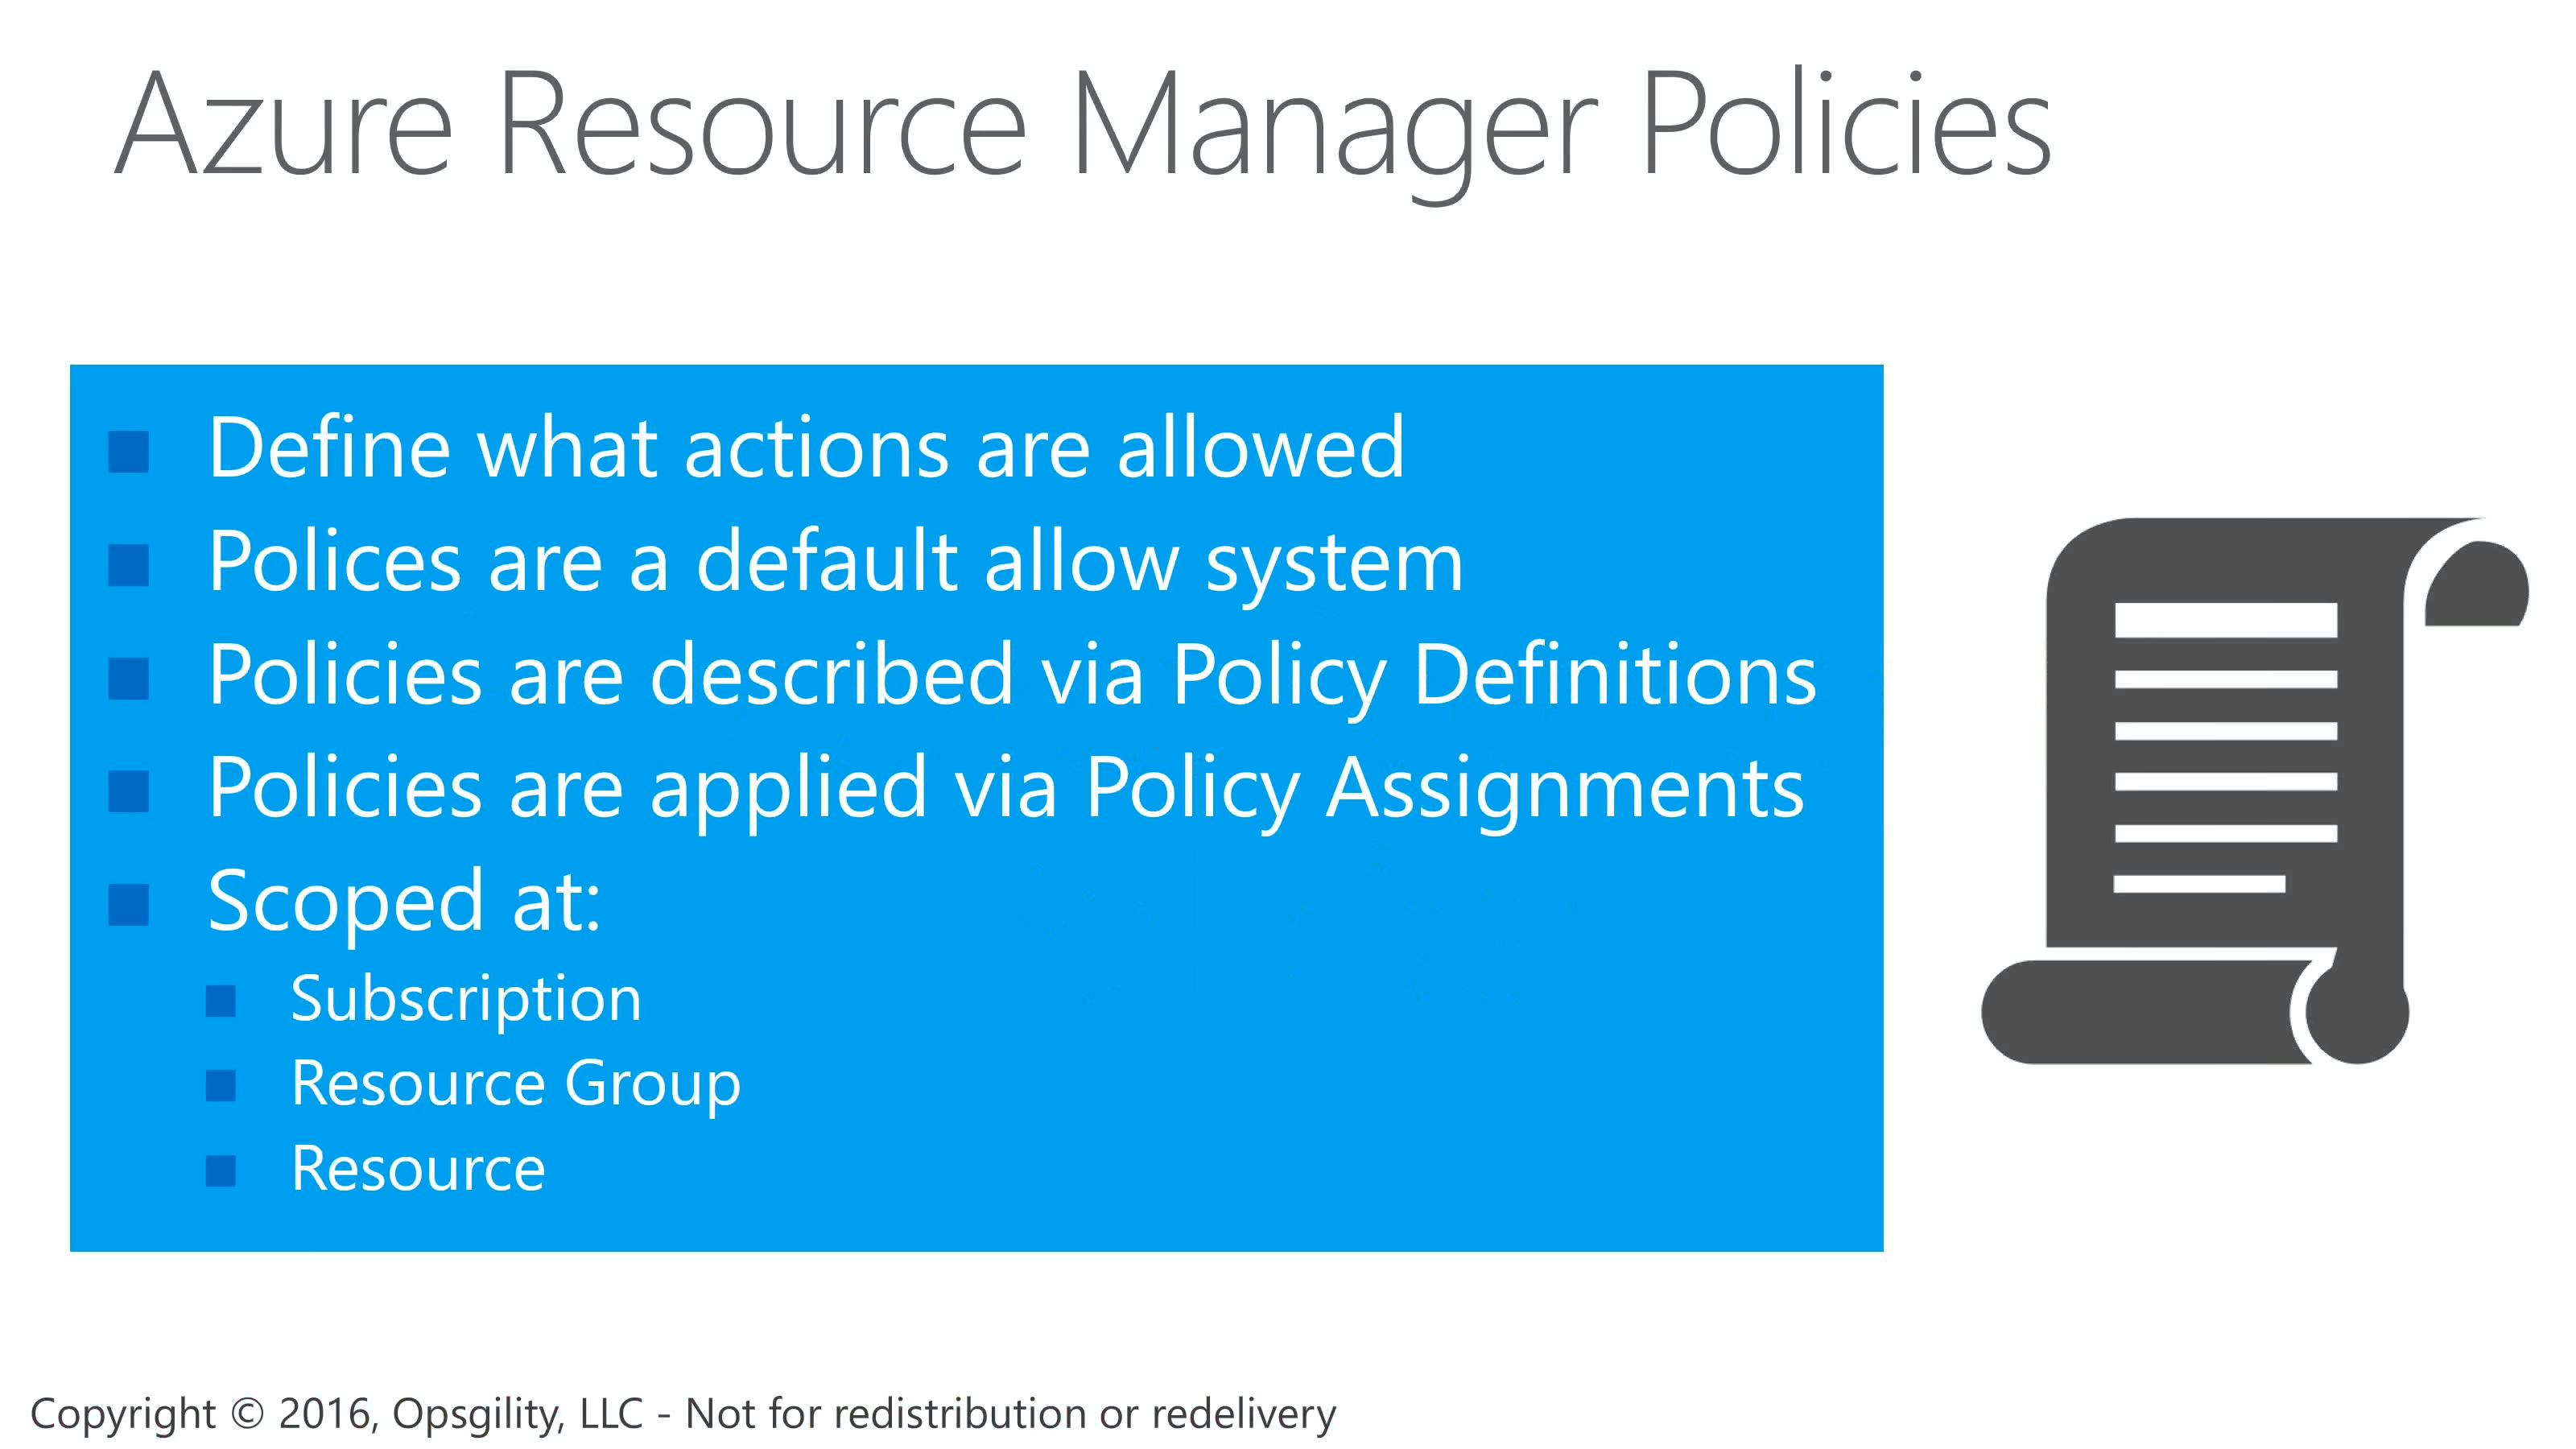 Azure Resource Manager Policies
Define what actions are allowed
Polices are a default allow system
Policies are described via Policy Definitions
Policies are applied via Policy Assignments
Scoped at:
Subscription
Resource Group
Resource
Copyright © 2016, Opsgility, LLC - Not for redistribution or redelivery